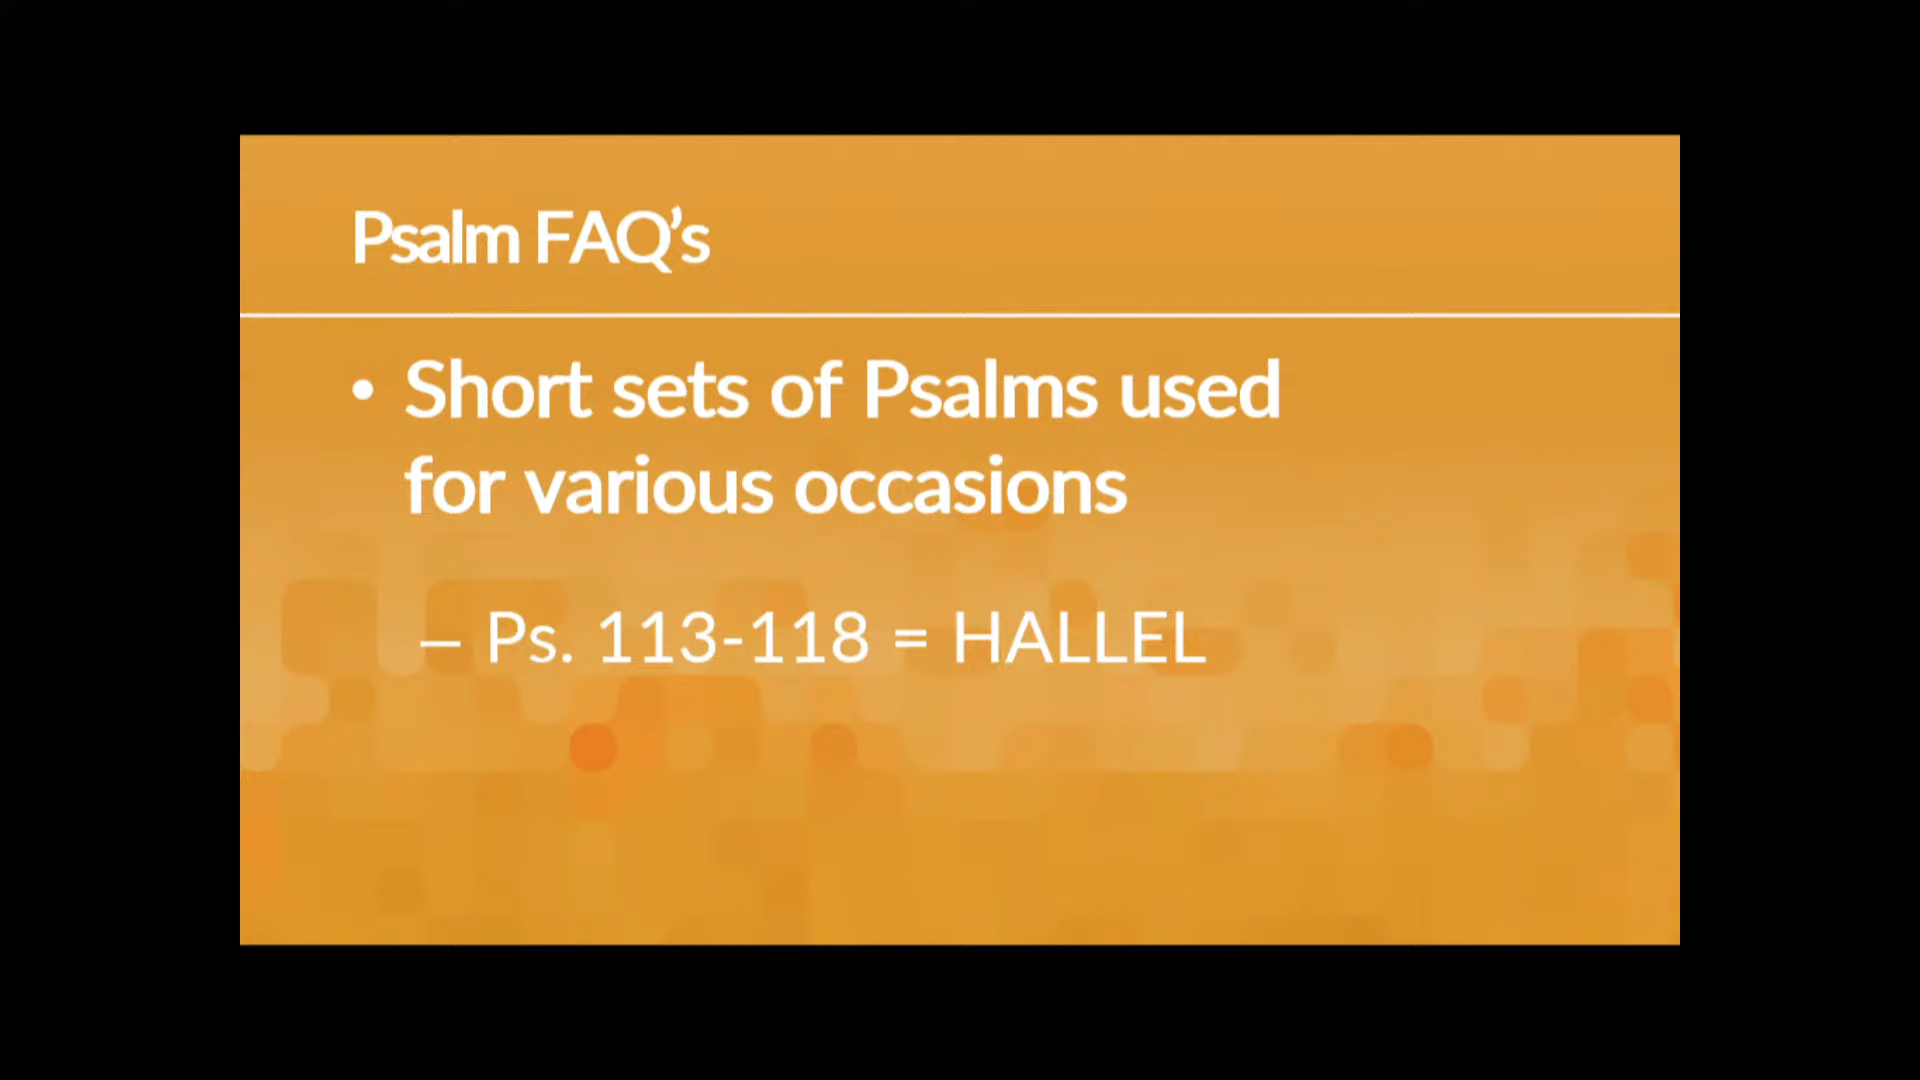 Psalm FAQ’s
• Short sets of Psalms used
for various occasions
– Ps. 113-118 = HALLEL